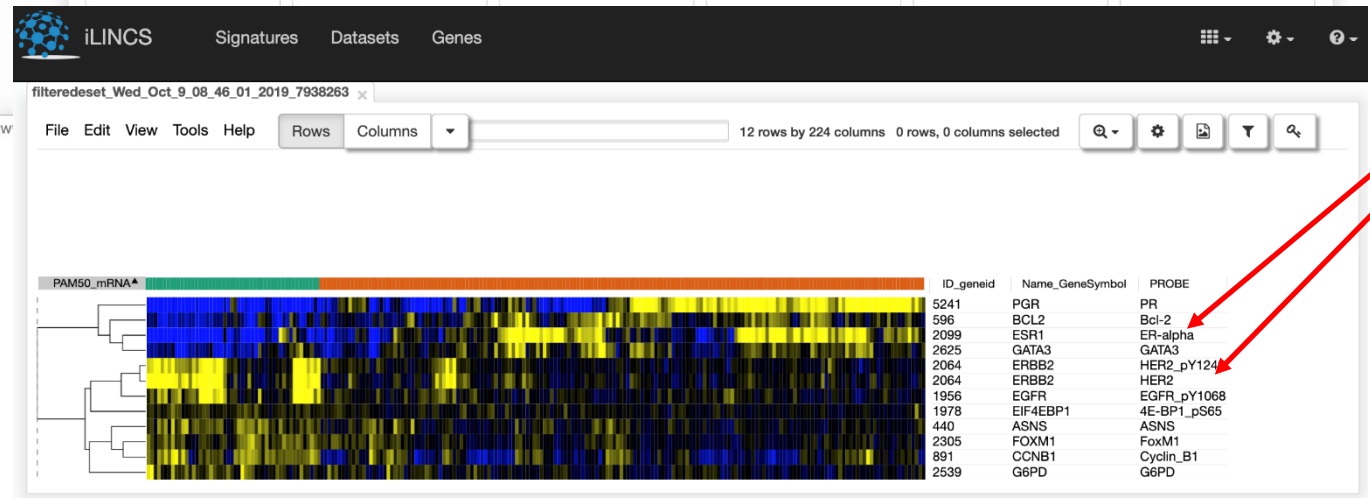 iLINCS Signatures Datasets Genes
filteredeset_Wed_Oct_9_08_46_01_2019_7938263
w
File Edit View Tools Help Rows Columns 12 rows by 224 columns 0 rows, 0 columns selected
PAM50_mRNA ID_geneid Name_GeneSymbol PROBE
5241 PGR PR
596 BCL2 Bcl-2
2099 ESR1 ER-alpha
2625 GATA3 GATA3
2064 ERBB2 HER2_pY124
2064 ERBB2 HER2
1956 EGFR EGFR_pY1068
1978 EIF4EBP1 4E-BP1_pS65
440 ASNS ASNS
2305 FOXM1 FoxM1
891 CCNB1 Cyclin_B1
2539 G6PD G6PD